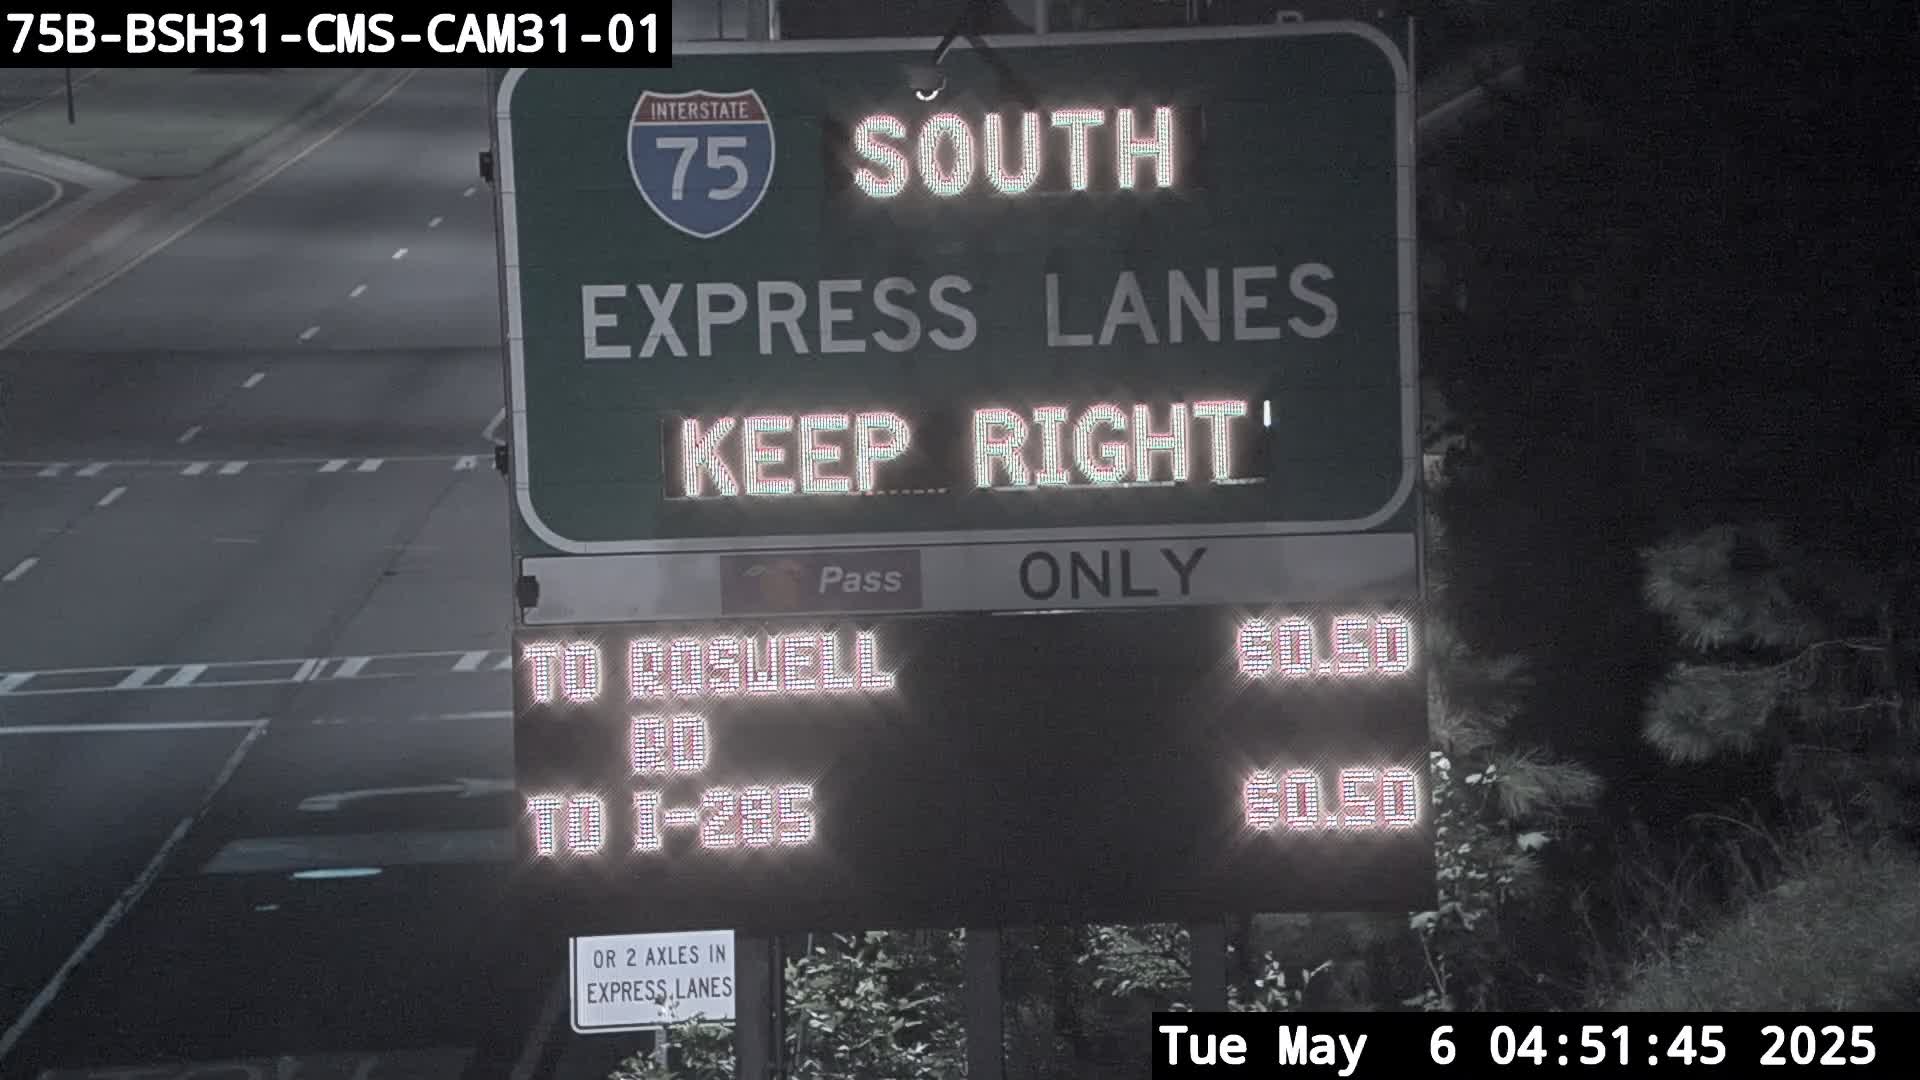 75B-BSH31-CMS-CAM31-01
INTERSTATE
75
SOUTH
EXPRESS LANES
KEEP RIGHT
Pass ONLY
TO ROSWELL $0.50
RD
TO I-285 $0.50
OR 2 AXLES IN
EXPRESS LANES
Tue May 6 04:51:45 2025